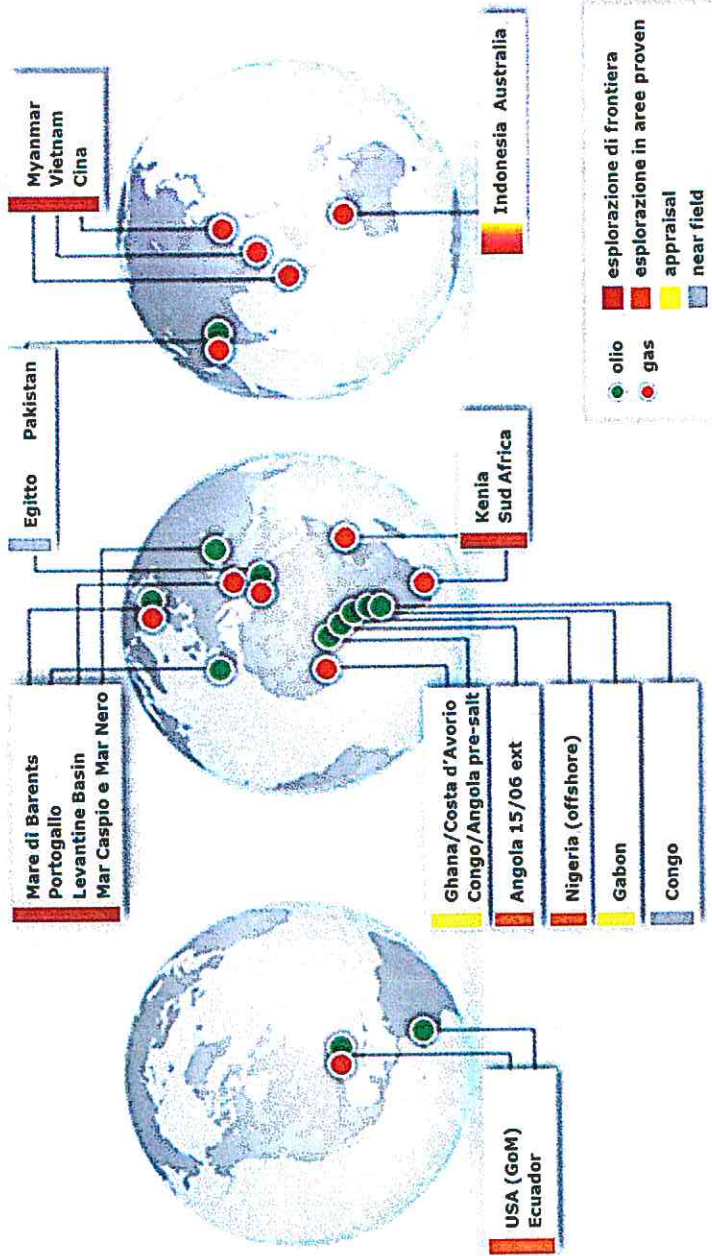 USA (GoM)
Ecuador
Mare di Barents
Portogallo
Levantine Basin
Mar Caspio e Mar Nero
Ghana/Costa d'Avorio
Congo/Angola pre-salt
Angola 15/06 ext
Nigeria (offshore)
Gabon
Congo
Egitto Pakistan
Kenia
Sud Africa
Myanmar
Vietnam
Cina
Indonesia Australia
olio
gas
esplorazione di frontiera
esplorazione in aree proven
appraisal
near field